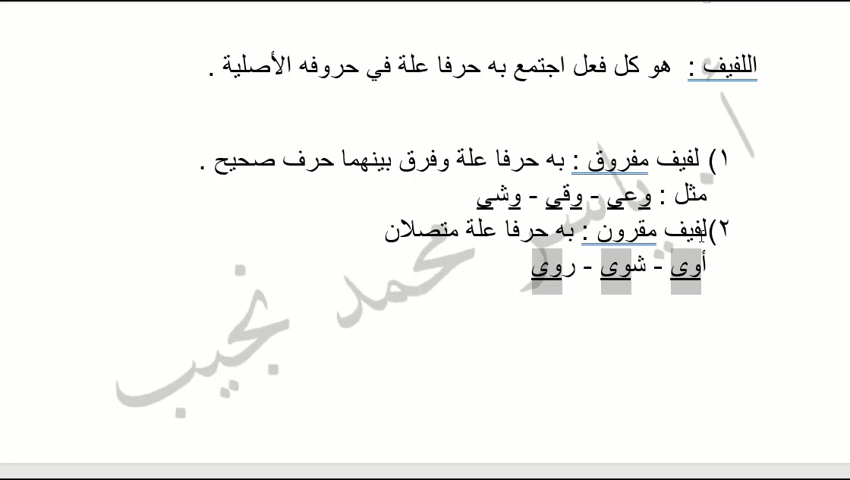 اللفيف : هو كل فعل اجتمع به حرفا علة في حروفه الأصلية .
١) لفيف مفروق : به حرفا علة وفرق بينهما حرف صحيح .
مثل : وعى - وقى - وشى
٢)لفيف مقرون : به حرفا علة متصلان
أوى - شوى - روى
أ. ياسر محمد نجيب